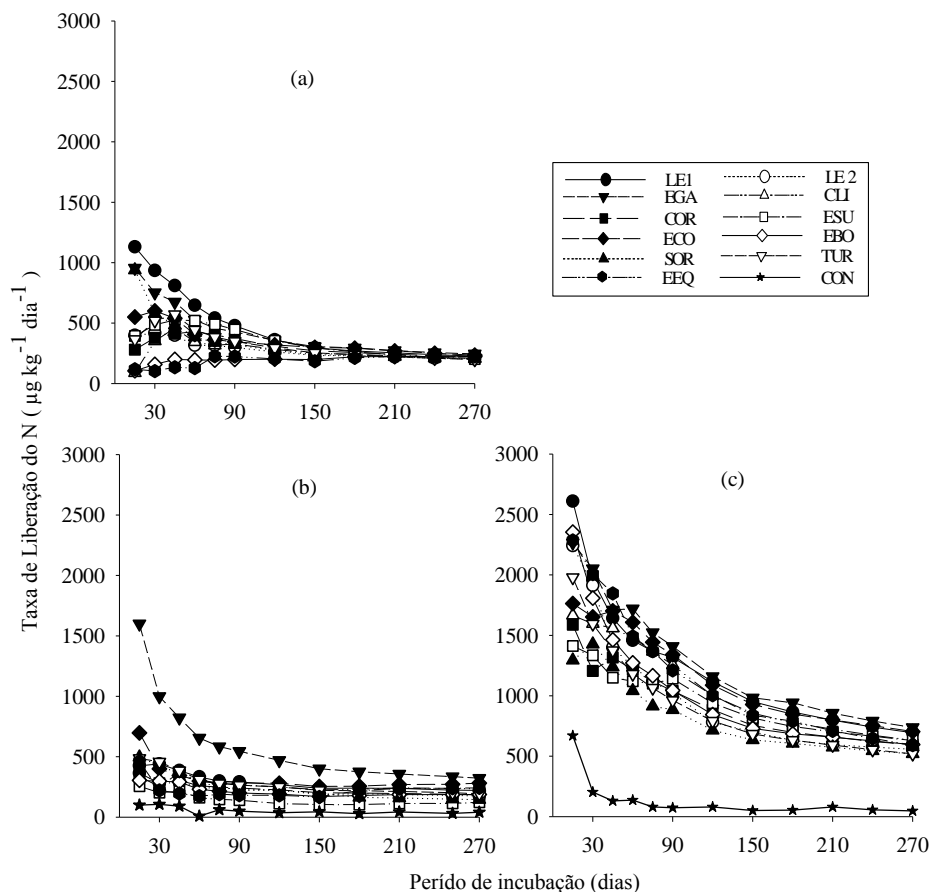 3000
2500
2000
1500
1000
500
0
(a)
30 90 150 210 270
LE1 LE 2
EGA CLI
COR ESU
ECO EBO
SOR TUR
EEQ CON
Taxa de Liberação do N ( µg kg⁻¹ dia⁻¹ )
3000
2500
2000
1500
1000
500
0
(b)
30 90 150 210 270
3000
2500
2000
1500
1000
500
0
(c)
30 90 150 210 270
Perído de incubação (dias)